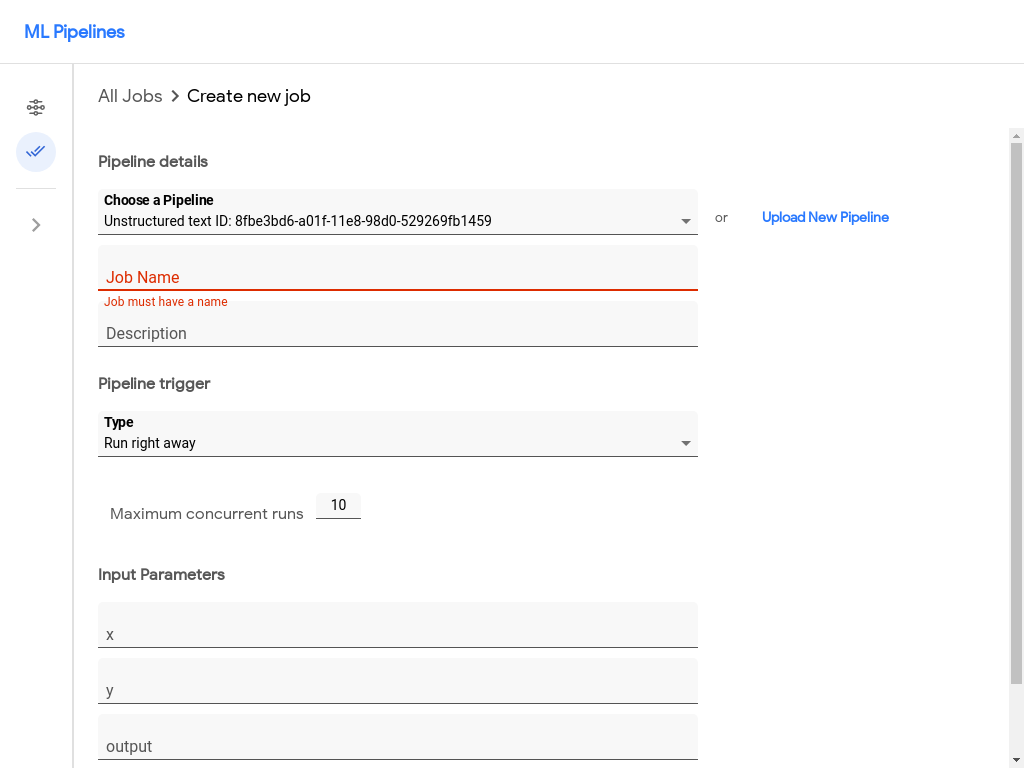 ML Pipelines
All Jobs > Create new job
Pipeline details
Choose a Pipeline
Unstructured text ID: 8fbe3bd6-a01f-11e8-98d0-529269fb1459
or
Upload New Pipeline
Job Name
Job must have a name
Description
Pipeline trigger
Type
Run right away
Maximum concurrent runs 10
Input Parameters
x
y
output